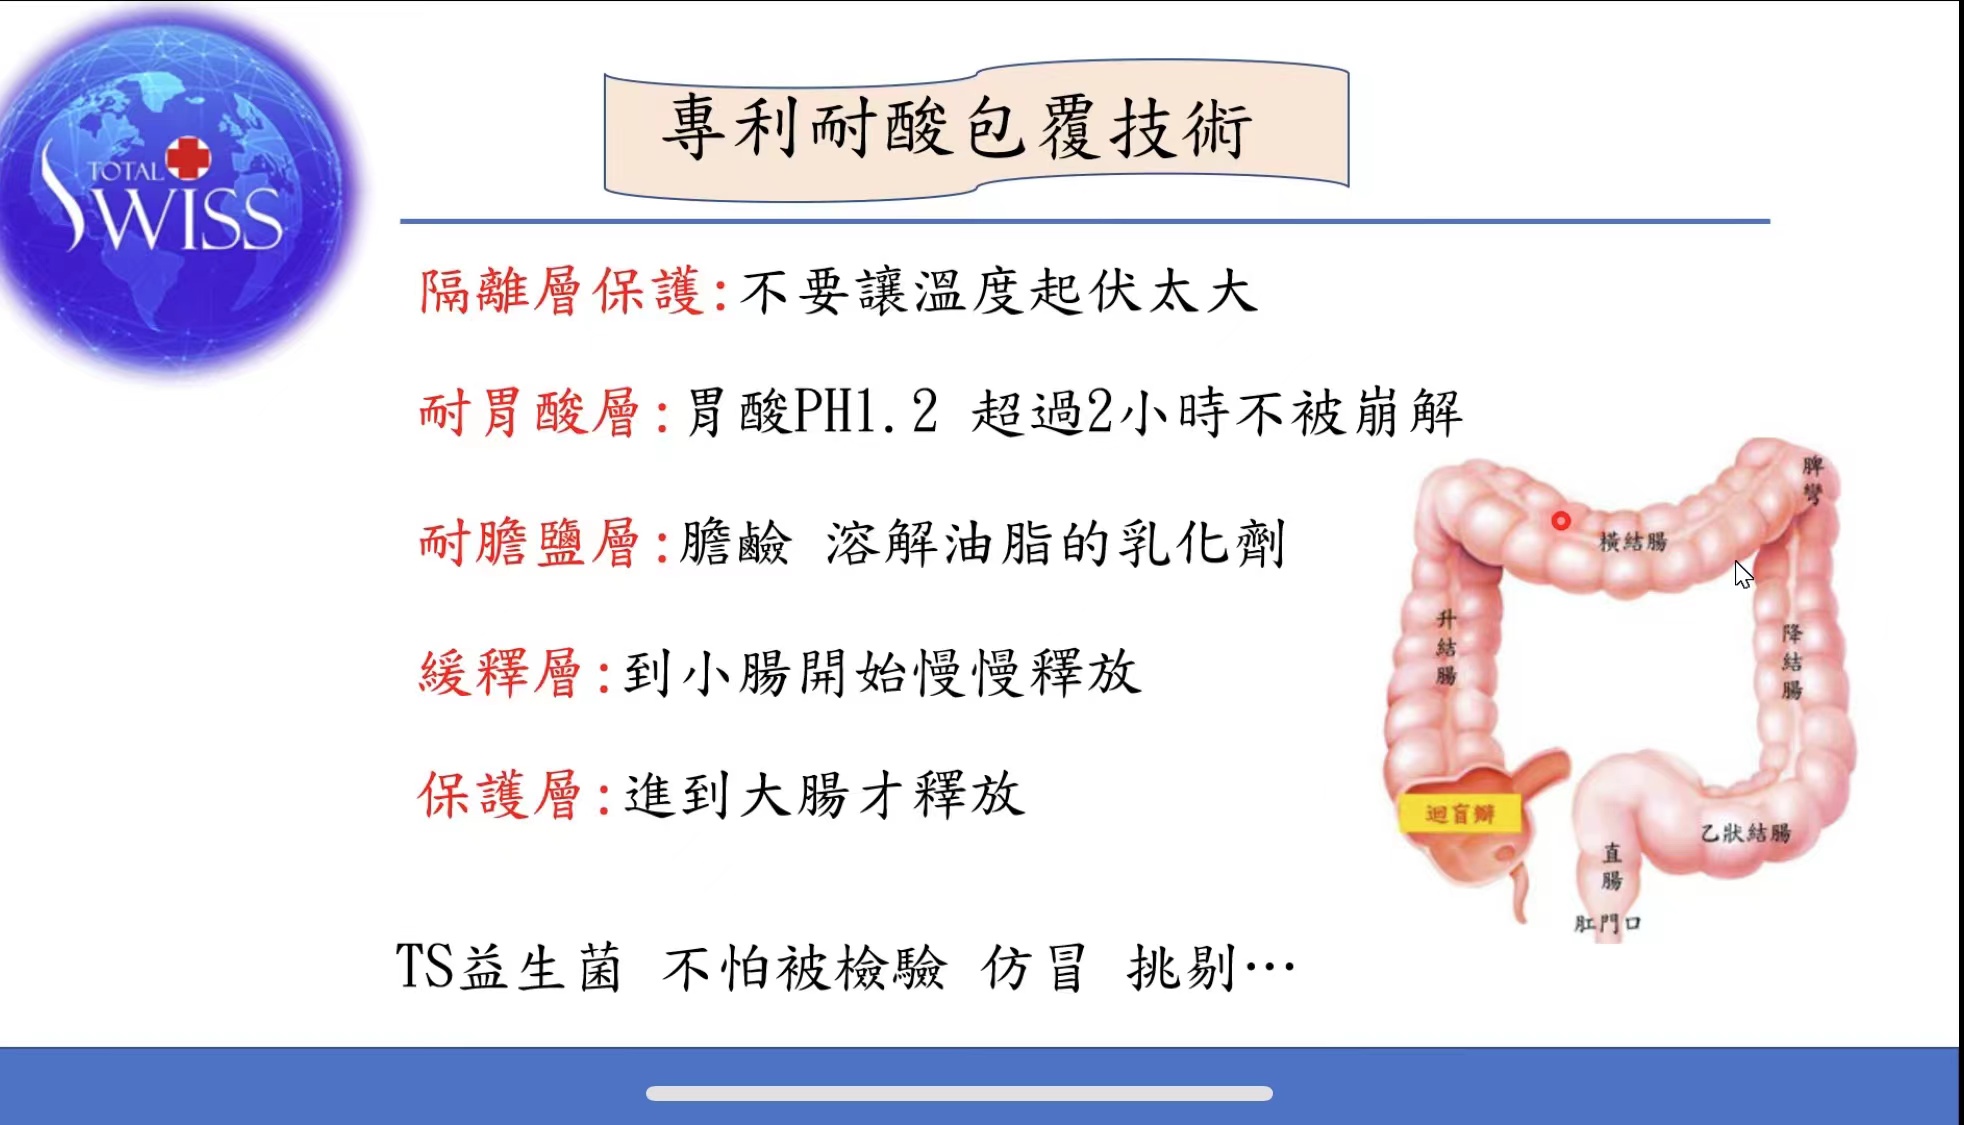 TOTAL
SWISS
專利耐酸包覆技術
隔離層保護:不要讓溫度起伏太大
耐胃酸層:胃酸PH1.2 超過2小時不被崩解
耐膽鹽層:膽鹼 溶解油脂的乳化劑
緩釋層:到小腸開始慢慢釋放
保護層:進到大腸才釋放
脾彎
橫結腸
升結腸
降結腸
迴盲瓣
乙狀結腸
直腸
肛門口
TS益生菌 不怕被檢驗 仿冒 挑剔…